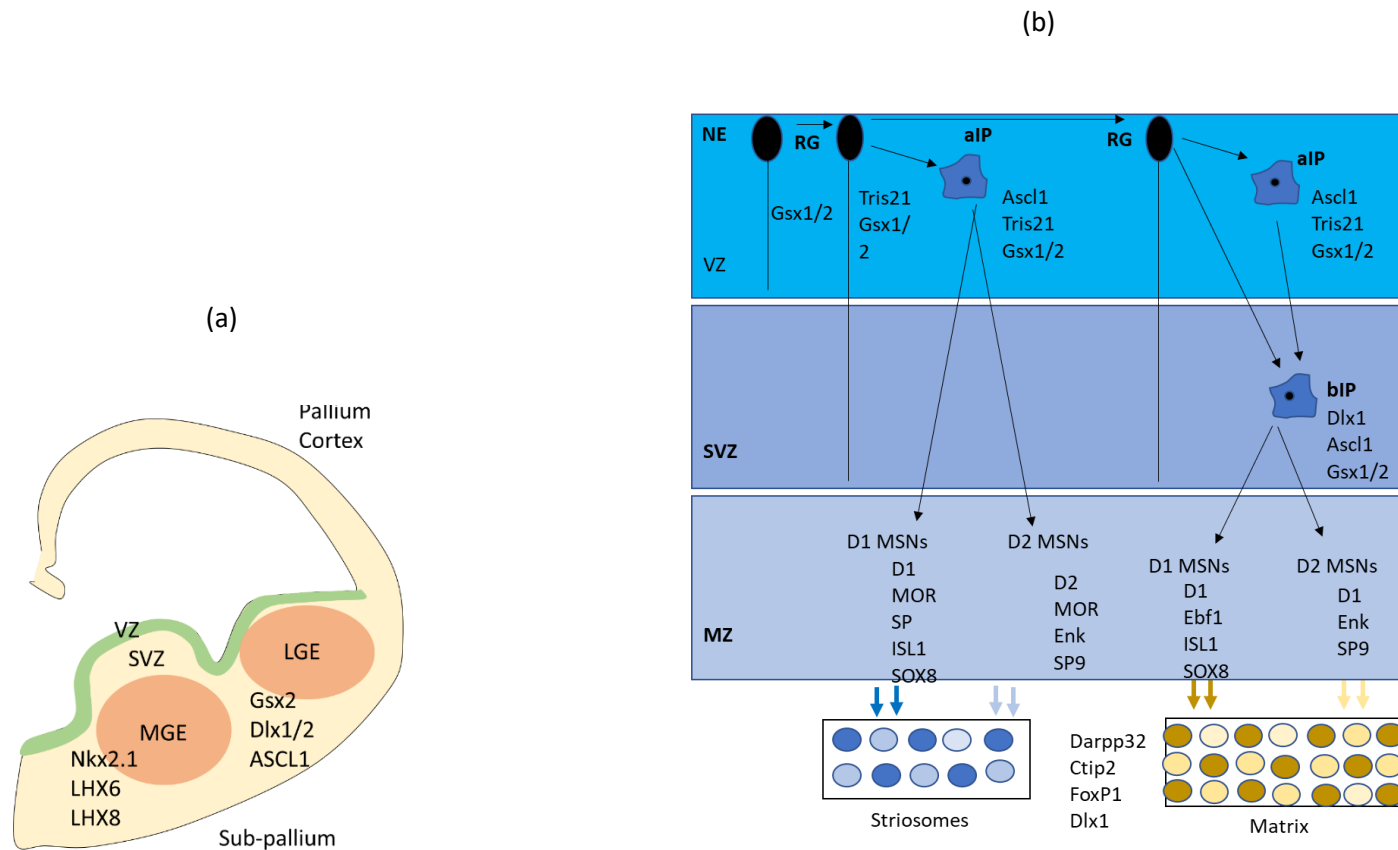 (a)
Pallium
Cortex
VZ
SVZ
LGE
Gsx2
Dlx1/2
ASCL1
MGE
Nkx2.1
LHX6
LHX8
Sub-pallium
(b)
NE
RG
aIP
RG
aIP
Gsx1/2
Tris21
Gsx1/
2
Ascl1
Tris21
Gsx1/2
Ascl1
Tris21
Gsx1/2
VZ
SVZ
bIP
Dlx1
Ascl1
Gsx1/2
MZ
D1 MSNs
D1
MOR
SP
ISL1
SOX8
D2 MSNs
D2
MOR
Enk
SP9
D1 MSNs
D1
Ebf1
ISL1
SOX8
D2 MSNs
D1
Enk
SP9
Striosomes
Darpp32
Ctip2
FoxP1
Dlx1
Matrix